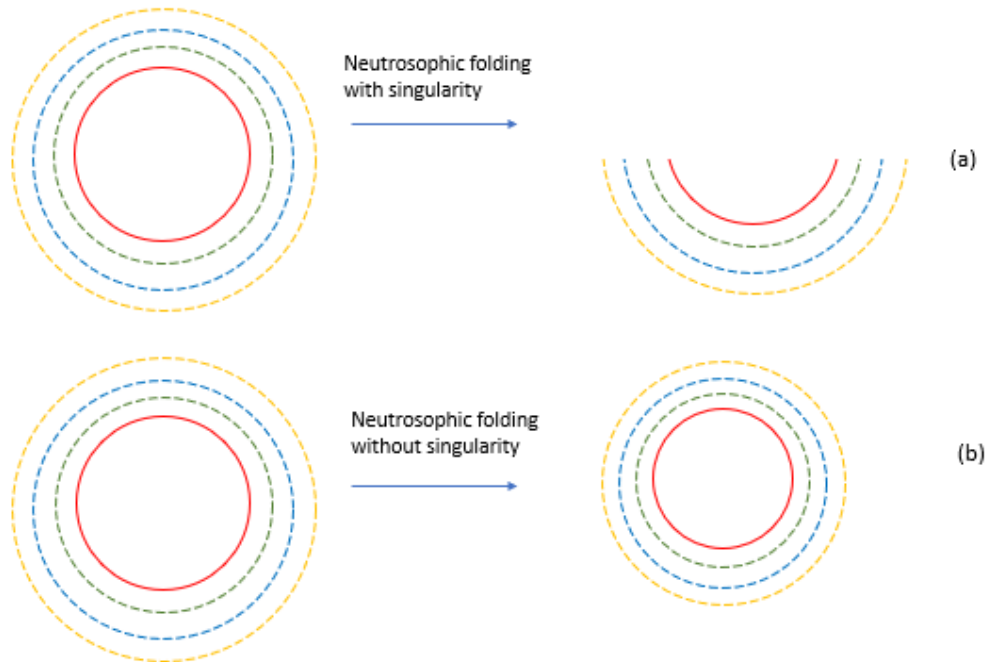 Neutrosophic folding
with singularity
(a)
Neutrosophic folding
without singularity
(b)